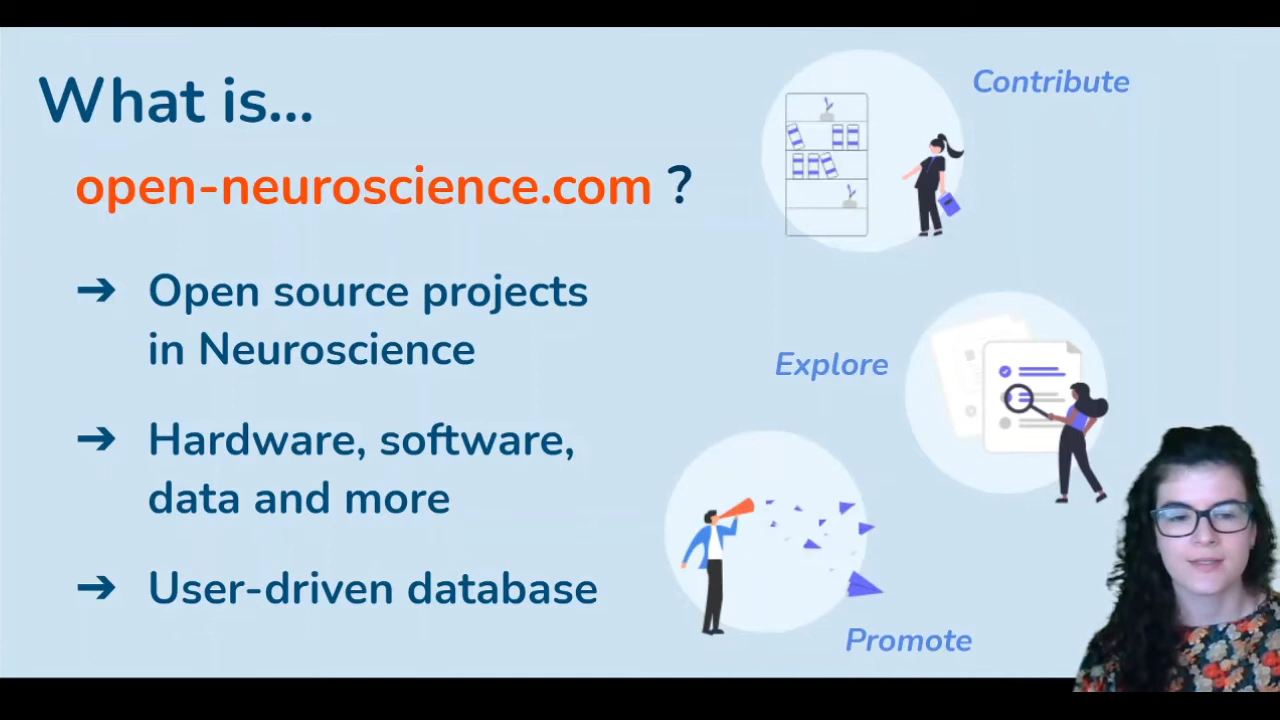 What is...
open-neuroscience.com ?
➔ Open source projects
in Neuroscience
➔ Hardware, software,
data and more
➔ User-driven database
Contribute
Explore
Promote